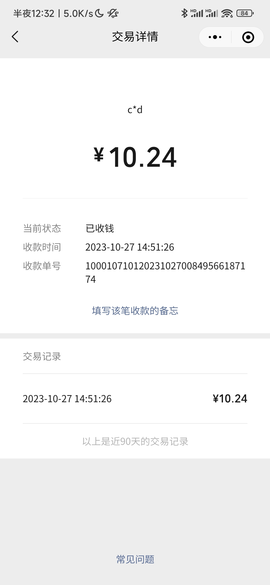 半夜12:32 | 5.0K/s
84
交易详情
c*d
¥10.24
当前状态 已收钱
收款时间 2023-10-27 14:51:26
收款单号 100010710120231027008495661871
74
填写该笔收款的备忘
交易记录
2023-10-27 14:51:26 ¥10.24
以上是近90天的交易记录
常见问题